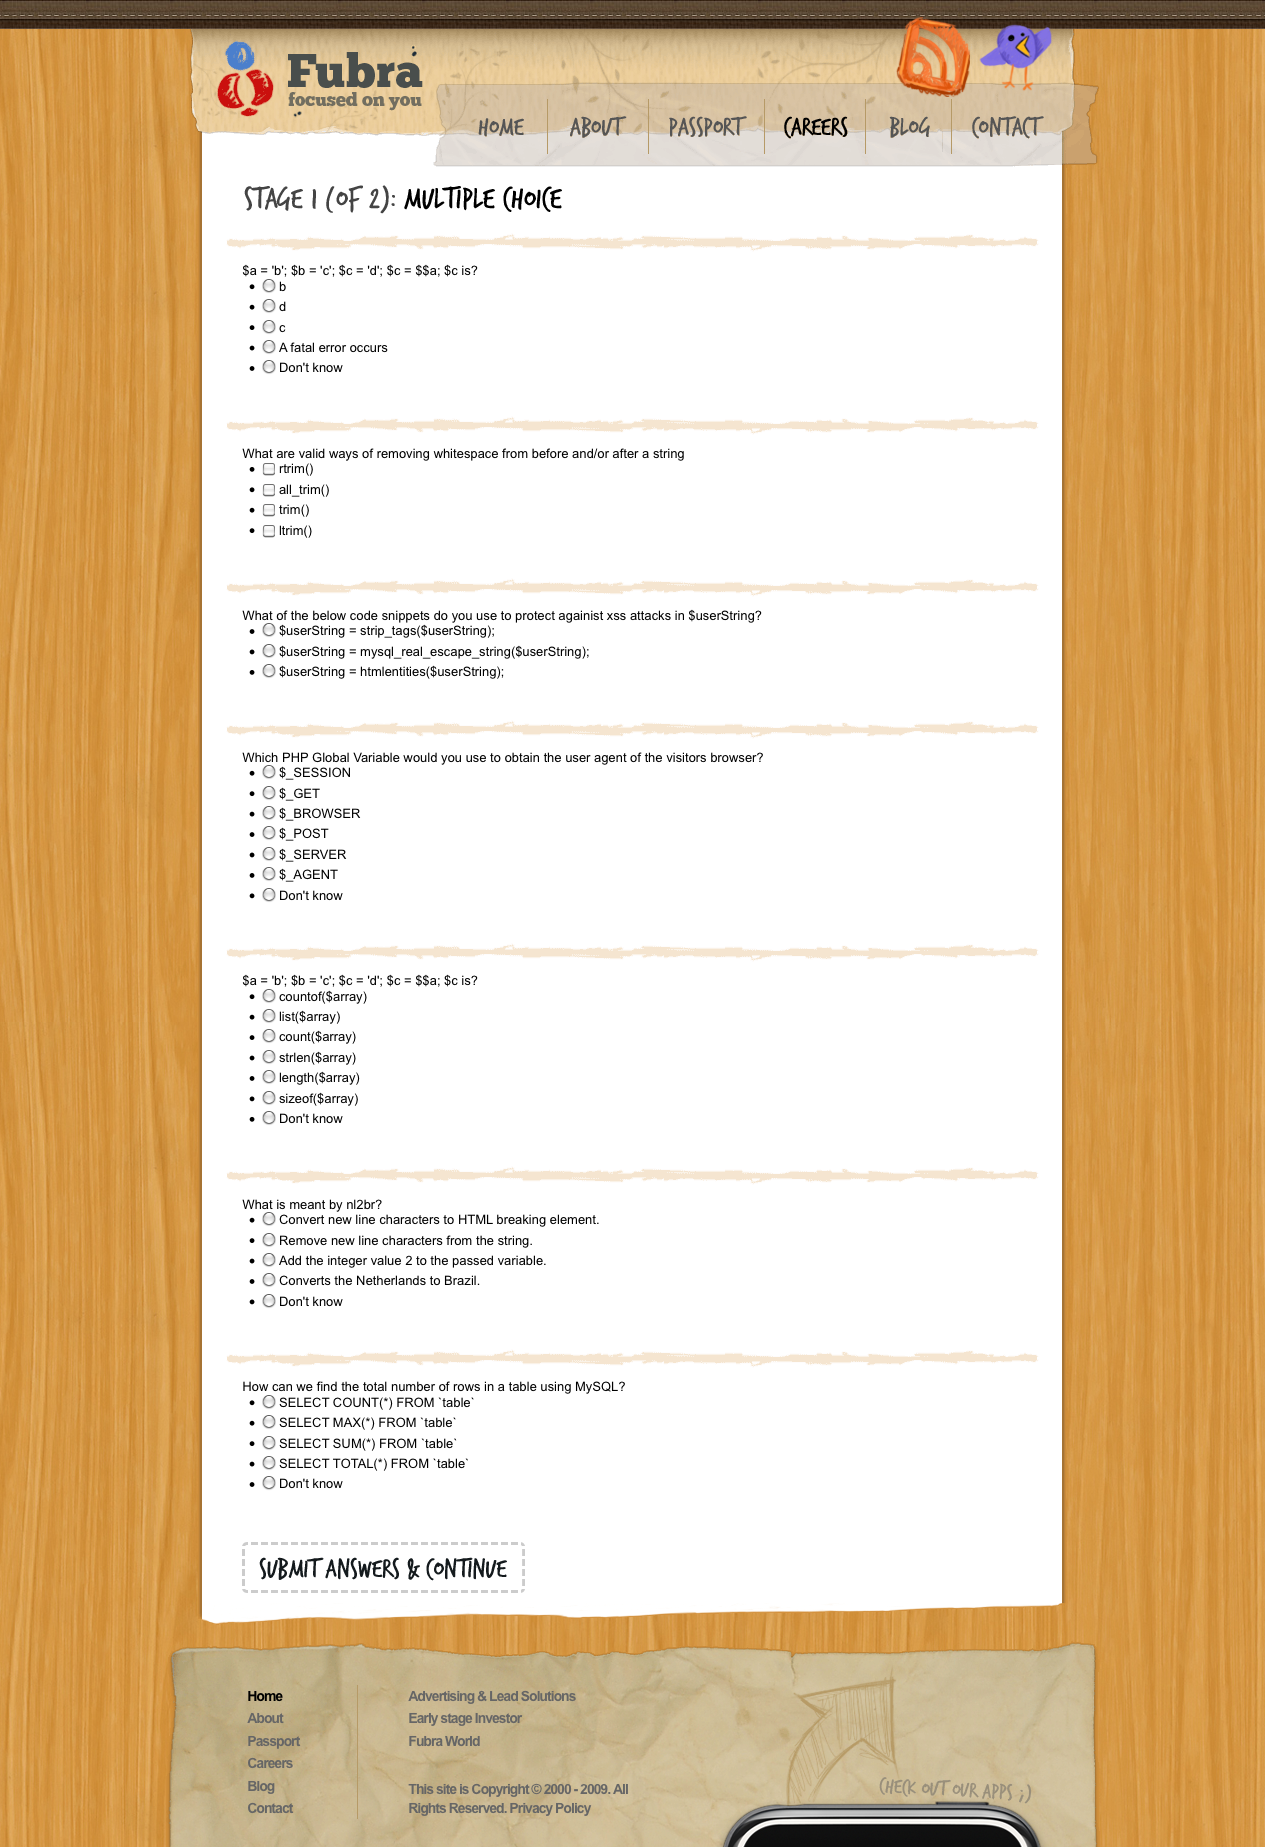 Fubra
focused on you
HOME
ABOUT
PASSPORT
CAREERS
BLOG
CONTACT
STAGE 1 (OF 2): MULTIPLE CHOICE
$a = 'b'; $b = 'c'; $c = 'd'; $c = $$a; $c is?
b
d
c
A fatal error occurs
Don't know
What are valid ways of removing whitespace from before and/or after a string
rtrim()
all_trim()
trim()
ltrim()
What of the below code snippets do you use to protect againist xss attacks in $userString?
$userString = strip_tags($userString);
$userString = mysql_real_escape_string($userString);
$userString = htmlentities($userString);
Which PHP Global Variable would you use to obtain the user agent of the visitors browser?
$_SESSION
$_GET
$_BROWSER
$_POST
$_SERVER
$_AGENT
Don't know
$a = 'b'; $b = 'c'; $c = 'd'; $c = $$a; $c is?
countof($array)
list($array)
count($array)
strlen($array)
length($array)
sizeof($array)
Don't know
What is meant by nl2br?
Convert new line characters to HTML breaking element.
Remove new line characters from the string.
Add the integer value 2 to the passed variable.
Converts the Netherlands to Brazil.
Don't know
How can we find the total number of rows in a table using MySQL?
SELECT COUNT(*) FROM `table`
SELECT MAX(*) FROM `table`
SELECT SUM(*) FROM `table`
SELECT TOTAL(*) FROM `table`
Don't know
SUBMIT ANSWERS & CONTINUE
Home
About
Passport
Careers
Blog
Contact
Advertising & Lead Solutions
Early stage Investor
Fubra World
This site is Copyright © 2000 - 2009. All
Rights Reserved. Privacy Policy
CHECK OUT OUR APPS ;)